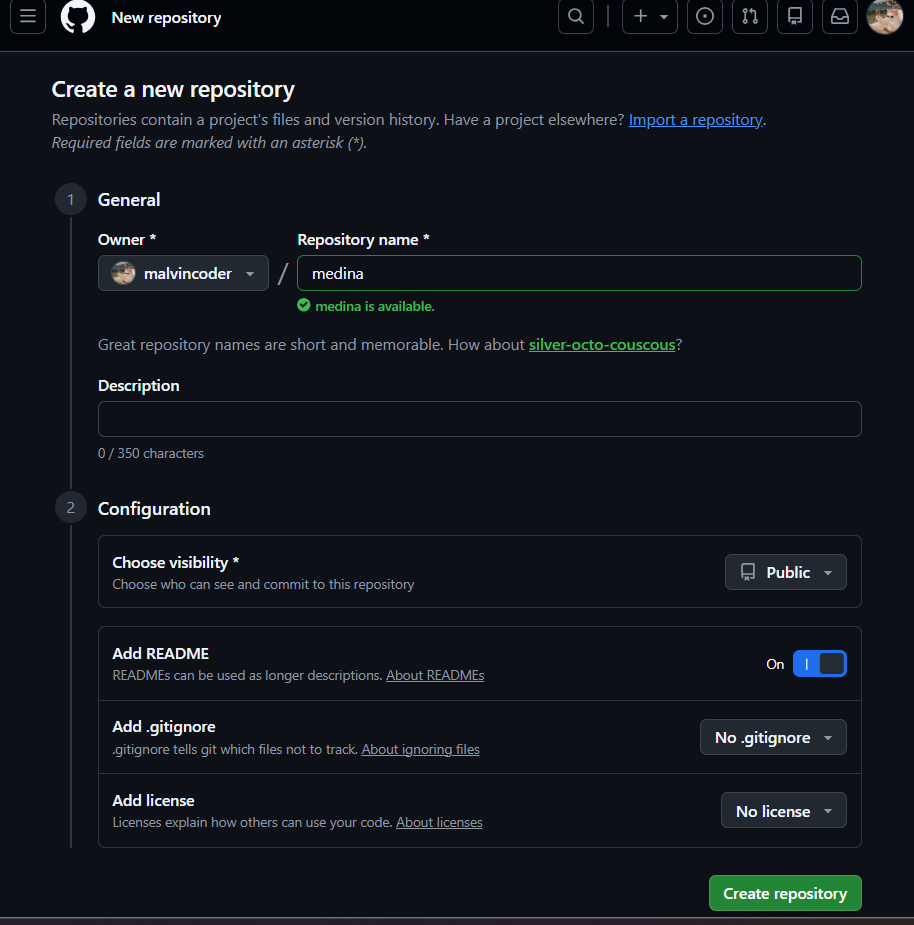 New repository
Create a new repository
Repositories contain a project's files and version history. Have a project elsewhere? Import a repository.
Required fields are marked with an asterisk (*).
1 General
Owner * Repository name *
malvincoder / medina
medina is available.
Great repository names are short and memorable. How about silver-octo-couscous?
Description
0 / 350 characters
2 Configuration
Choose visibility *
Choose who can see and commit to this repository
Public
Add README
READMEs can be used as longer descriptions. About READMEs
On
Add .gitignore
.gitignore tells git which files not to track. About ignoring files
No .gitignore
Add license
Licenses explain how others can use your code. About licenses
No license
Create repository